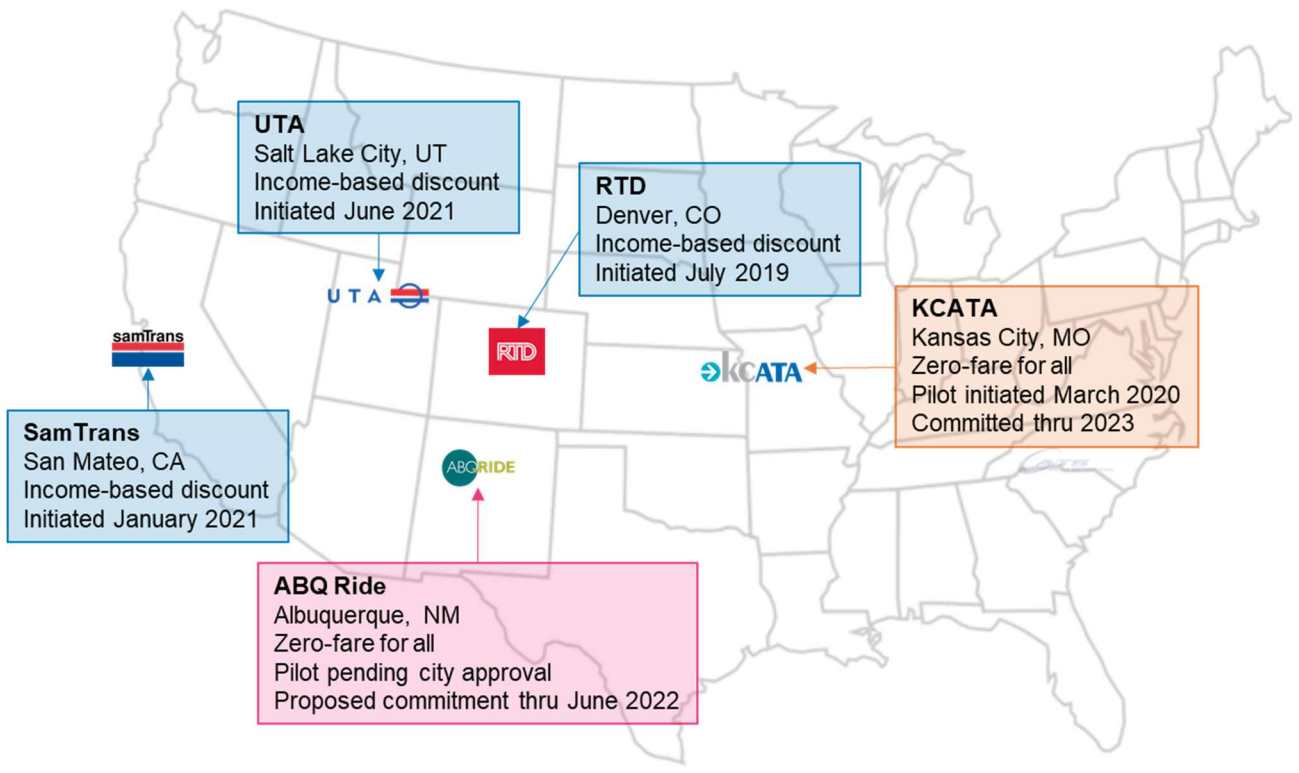 UTA
Salt Lake City, UT
Income-based discount
Initiated June 2021
RTD
Denver, CO
Income-based discount
Initiated July 2019
UTA
KCATA
Kansas City, MO
Zero-fare for all
Pilot initiated March 2020
Committed thru 2023
samTrans
RTD
kcATA
SamTrans
San Mateo, CA
Income-based discount
Initiated January 2021
ABQRIDE
CATS
ABQ Ride
Albuquerque, NM
Zero-fare for all
Pilot pending city approval
Proposed commitment thru June 2022